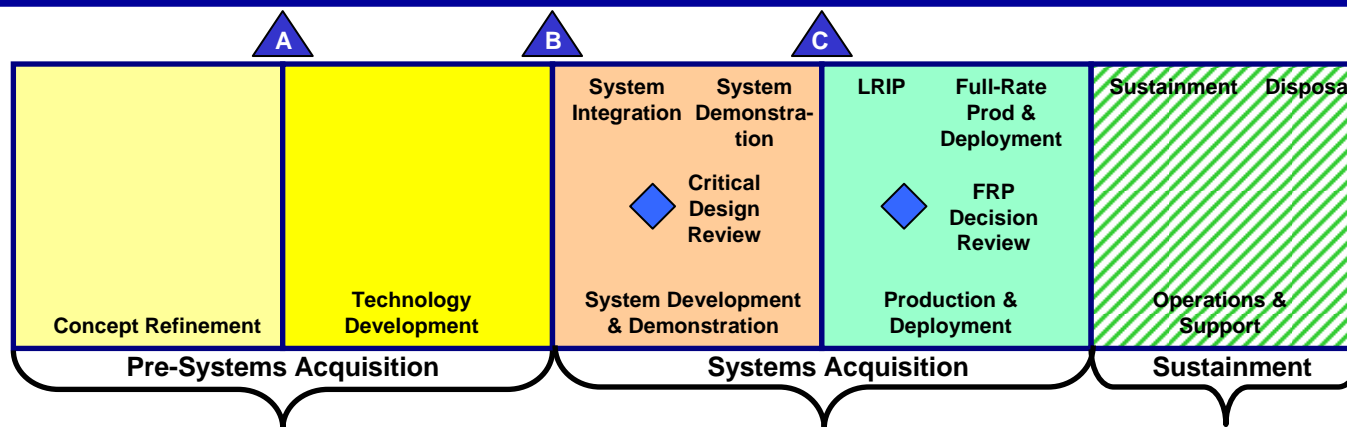 A
B
C
System
Integration
System
Demonstra-
tion
LRIP
Full-Rate
Prod &
Deployment
Sustainment
Disposa
Critical
Design
Review
FRP
Decision
Review
Concept Refinement
Technology
Development
System Development
& Demonstration
Production &
Deployment
Operations &
Support
Pre-Systems Acquisition
Systems Acquisition
Sustainment